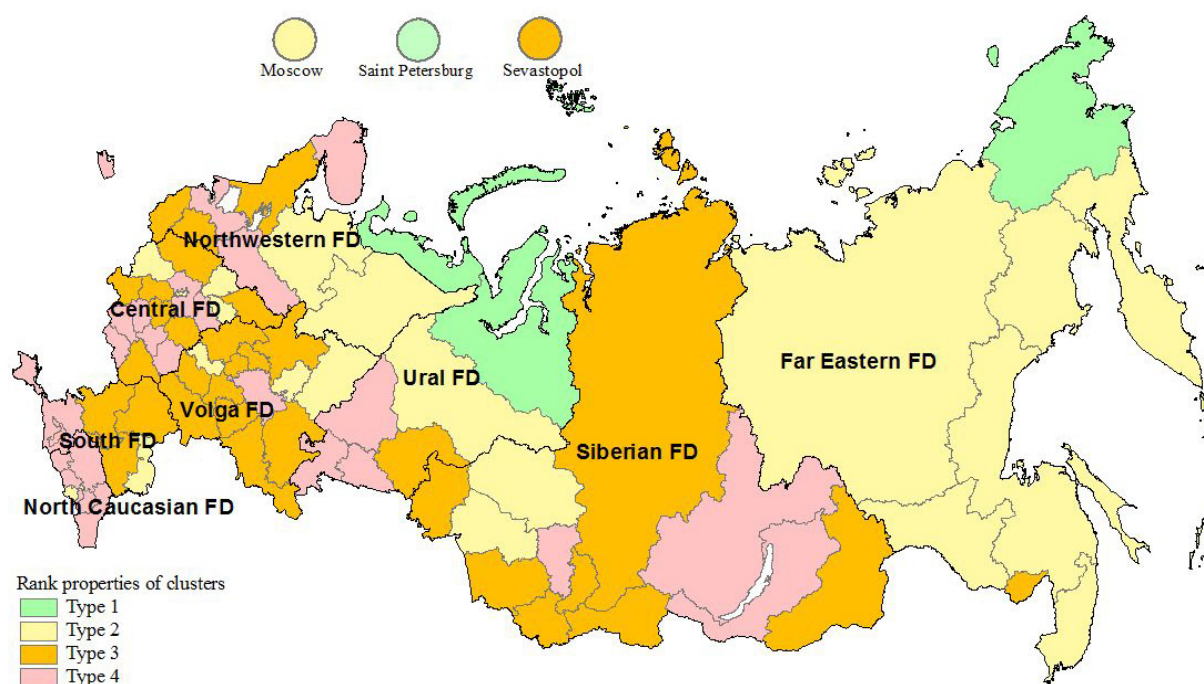 Moscow
Saint Petersburg
Sevastopol
Northwestern FD
Central FD
Far Eastern FD
Ural FD
Volga FD
South FD
Siberian FD
North Caucasian FD
Rank properties of clusters
Type 1
Type 2
Type 3
Type 4